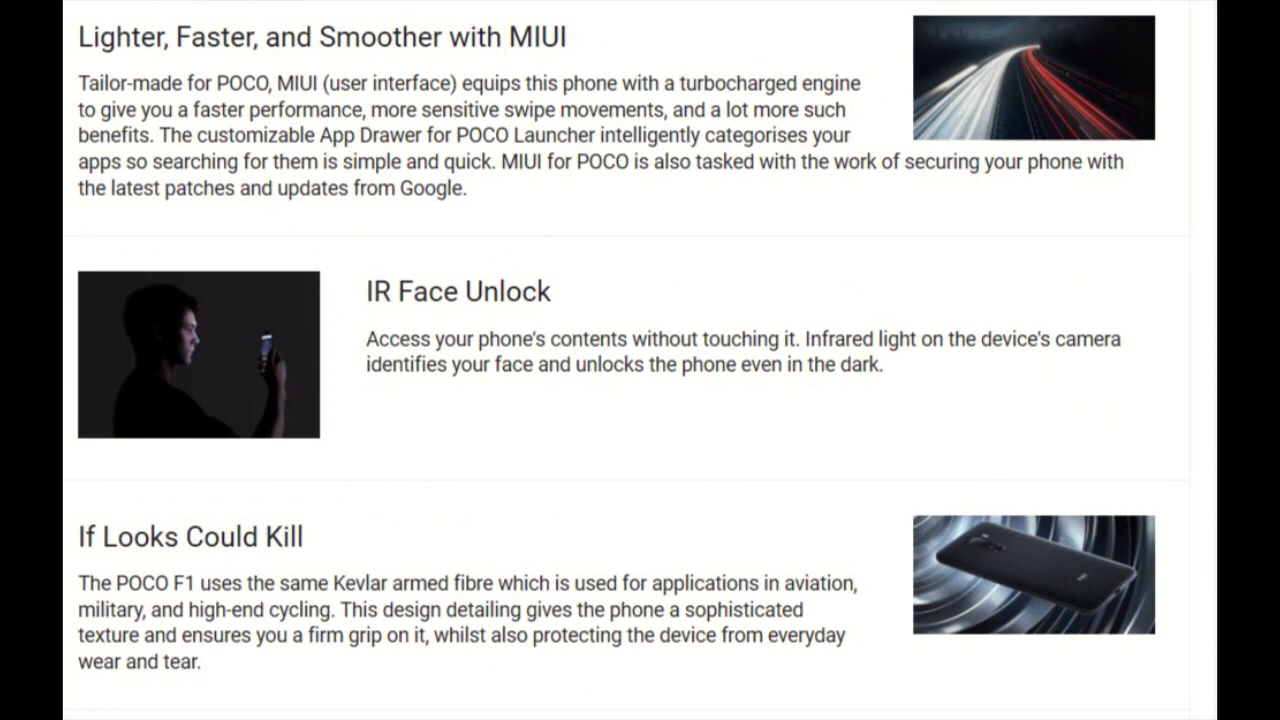 Lighter, Faster, and Smoother with MIUI
Tailor-made for POCO, MIUI (user interface) equips this phone with a turbocharged engine
to give you a faster performance, more sensitive swipe movements, and a lot more such
benefits. The customizable App Drawer for POCO Launcher intelligently categorises your
apps so searching for them is simple and quick. MIUI for POCO is also tasked with the work of securing your phone with
the latest patches and updates from Google.
IR Face Unlock
Access your phone's contents without touching it. Infrared light on the device's camera
identifies your face and unlocks the phone even in the dark.
If Looks Could Kill
The POCO F1 uses the same Kevlar armed fibre which is used for applications in aviation,
military, and high-end cycling. This design detailing gives the phone a sophisticated
texture and ensures you a firm grip on it, whilst also protecting the device from everyday
wear and tear.